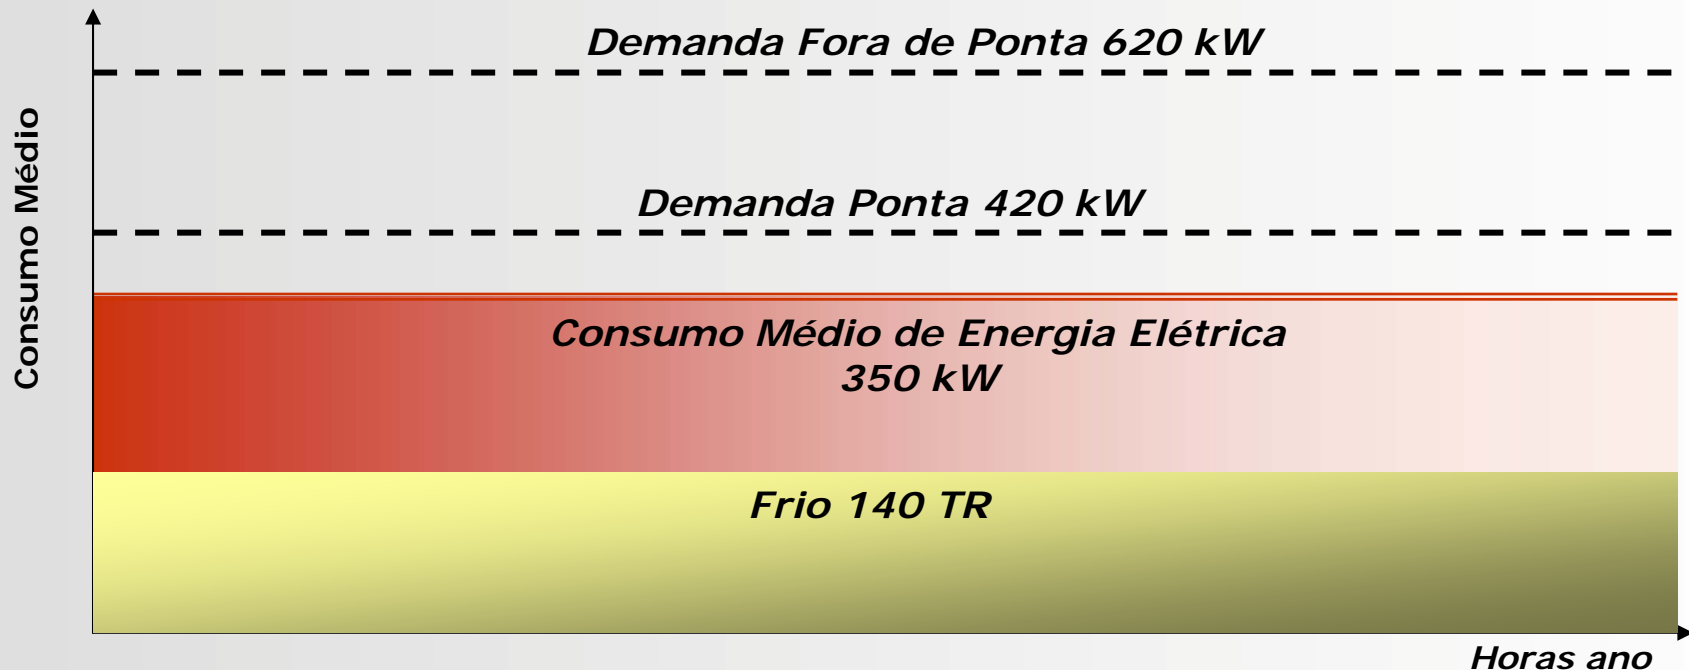 Demanda Fora de Ponta 620 kW
Consumo Médio
Demanda Ponta 420 kW
Consumo Médio de Energia Elétrica
350 kW
Frio 140 TR
Horas ano